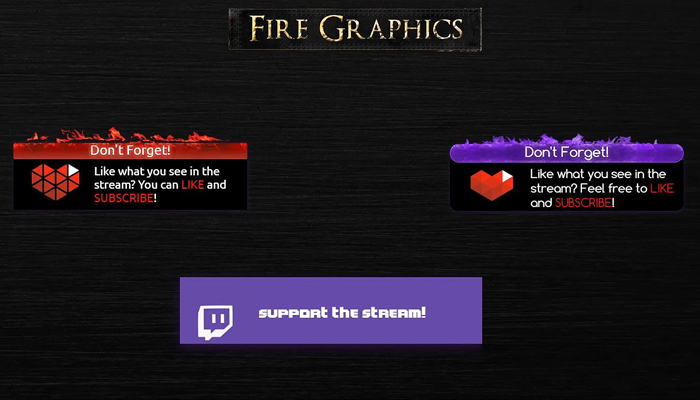 FIRE GRAPHICS
Don't Forget!
Like what you see in the
stream? You can LIKE and
SUBSCRIBE!
Don't Forget!
Like what you see in the
stream? Feel free to LIKE
and SUBSCRIBE!
SUPPORT THE STREAM!